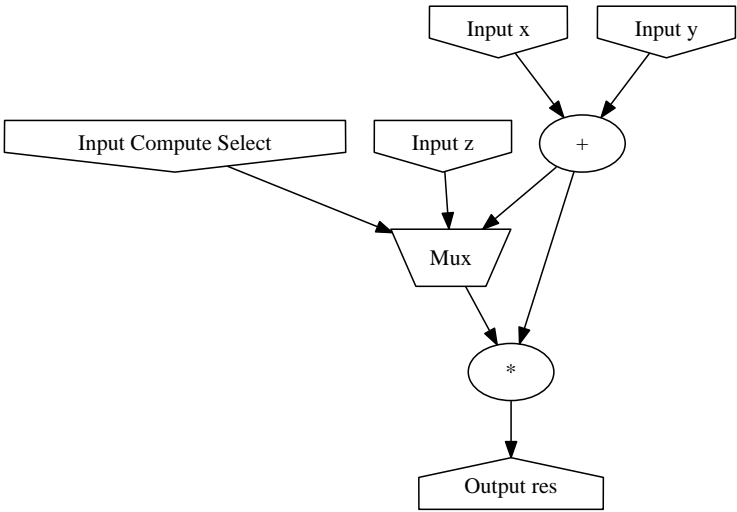 Input x
Input y
Input Compute Select
Input z
+
Mux
*
Output res